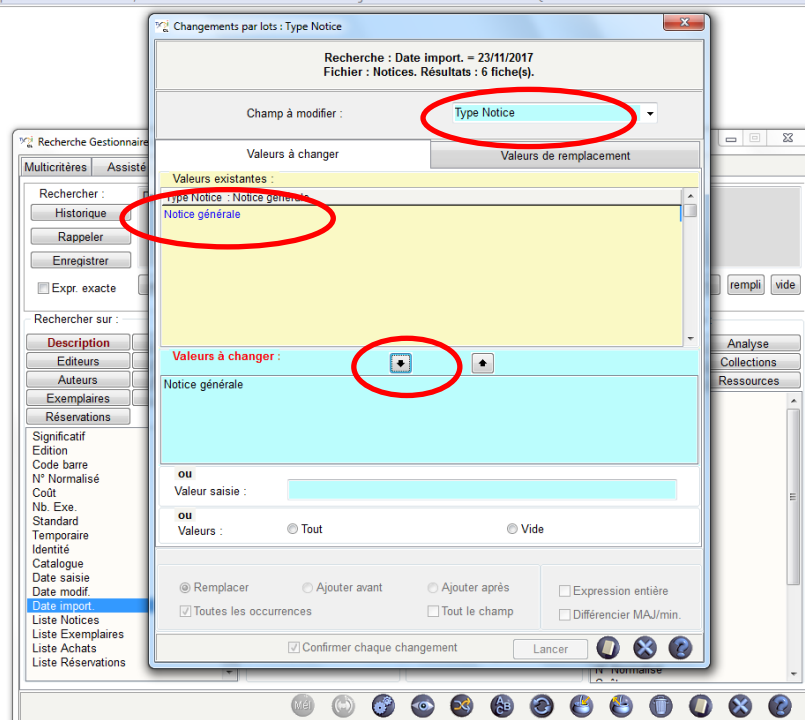 Changements par lots : Type Notice
Recherche : Date import. = 23/11/2017
Fichier : Notices. Résultats : 6 fiche(s).
Champ à modifier :
Type Notice
Valeurs à changer
Valeurs de remplacement
Valeurs existantes :
Type Notice : Notice générale
Notice générale
Valeurs à changer :
Notice générale
ou
Valeur saisie :
ou
Valeurs :
Tout
Vide
Remplacer
Ajouter avant
Ajouter après
Expression entière
Toutes les occurrences
Tout le champ
Différencier MAJ/min.
Confirmer chaque changement
Lancer
Recherche Gestionnaire
Multicritères
Assisté
Rechercher :
Historique
Rappeler
Enregistrer
Expr. exacte
rempli
vide
Rechercher sur :
Description
Editeurs
Auteurs
Exemplaires
Réservations
Analyse
Collections
Ressources
Significatif
Edition
Code barre
N° Normalisé
Coût
Nb. Exe.
Standard
Temporaire
Identité
Catalogue
Date saisie
Date modif.
Date import.
Liste Notices
Liste Exemplaires
Liste Achats
Liste Réservations
Mél